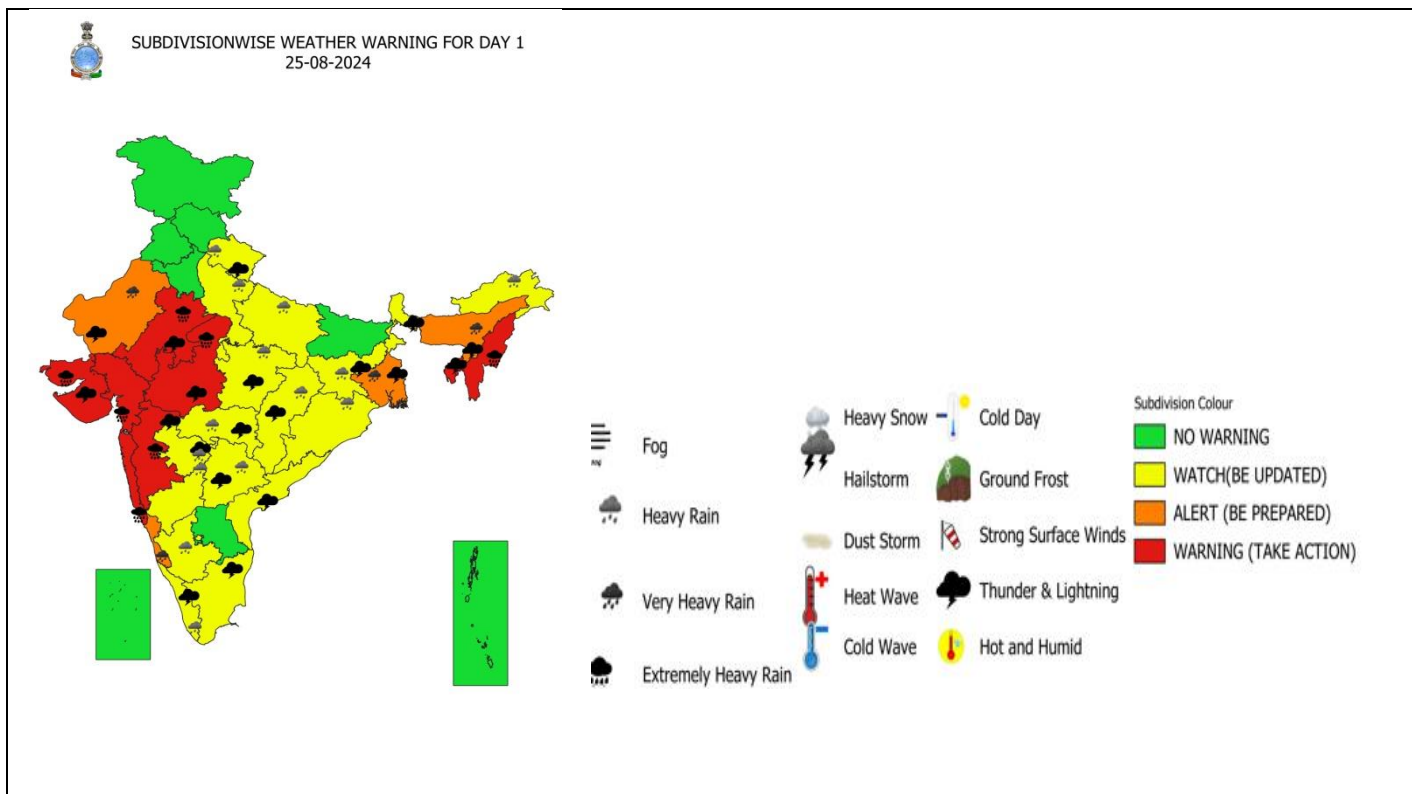 SUBDIVISIONWISE WEATHER WARNING FOR DAY 1
25-08-2024
Fog
Heavy Rain
Very Heavy Rain
Extremely Heavy Rain
Heavy Snow
Hailstorm
Dust Storm
Heat Wave
Cold Wave
Cold Day
Ground Frost
Strong Surface Winds
Thunder & Lightning
Hot and Humid
Subdivision Colour
NO WARNING
WATCH(BE UPDATED)
ALERT (BE PREPARED)
WARNING (TAKE ACTION)